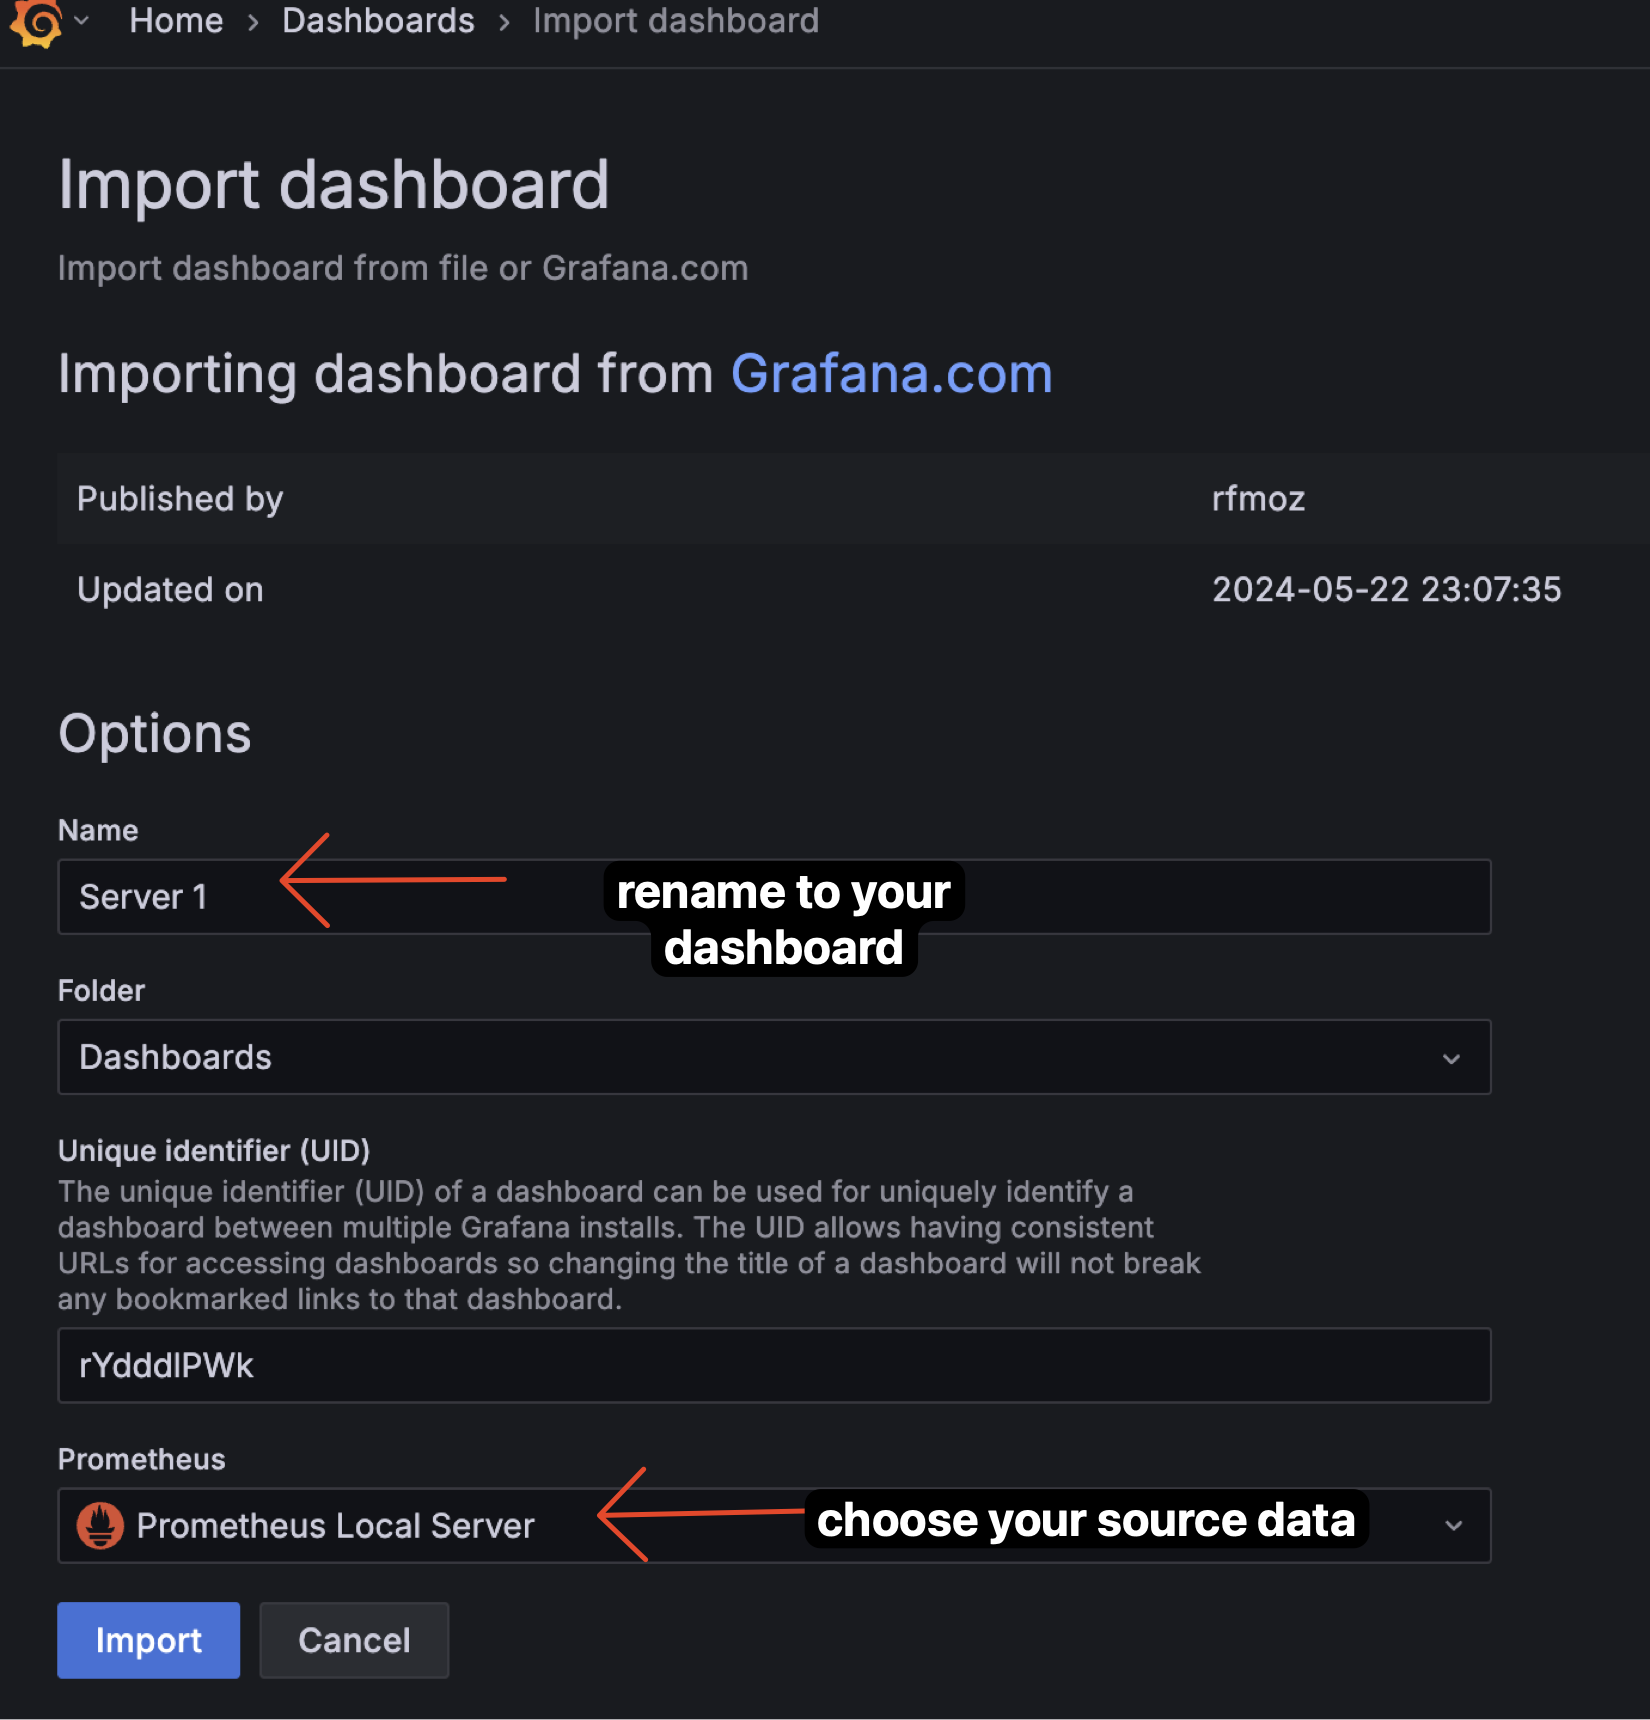 Home › Dashboards › Import dashboard
Import dashboard
Import dashboard from file or Grafana.com
Importing dashboard from Grafana.com
Published by rfmoz
Updated on 2024-05-22 23:07:35
Options
Name
Server 1
rename to your
dashboard
Folder
Dashboards
Unique identifier (UID)
The unique identifier (UID) of a dashboard can be used for uniquely identify a
dashboard between multiple Grafana installs. The UID allows having consistent
URLs for accessing dashboards so changing the title of a dashboard will not break
any bookmarked links to that dashboard.
rYdddlPWk
Prometheus
Prometheus Local Server
choose your source data
Import Cancel